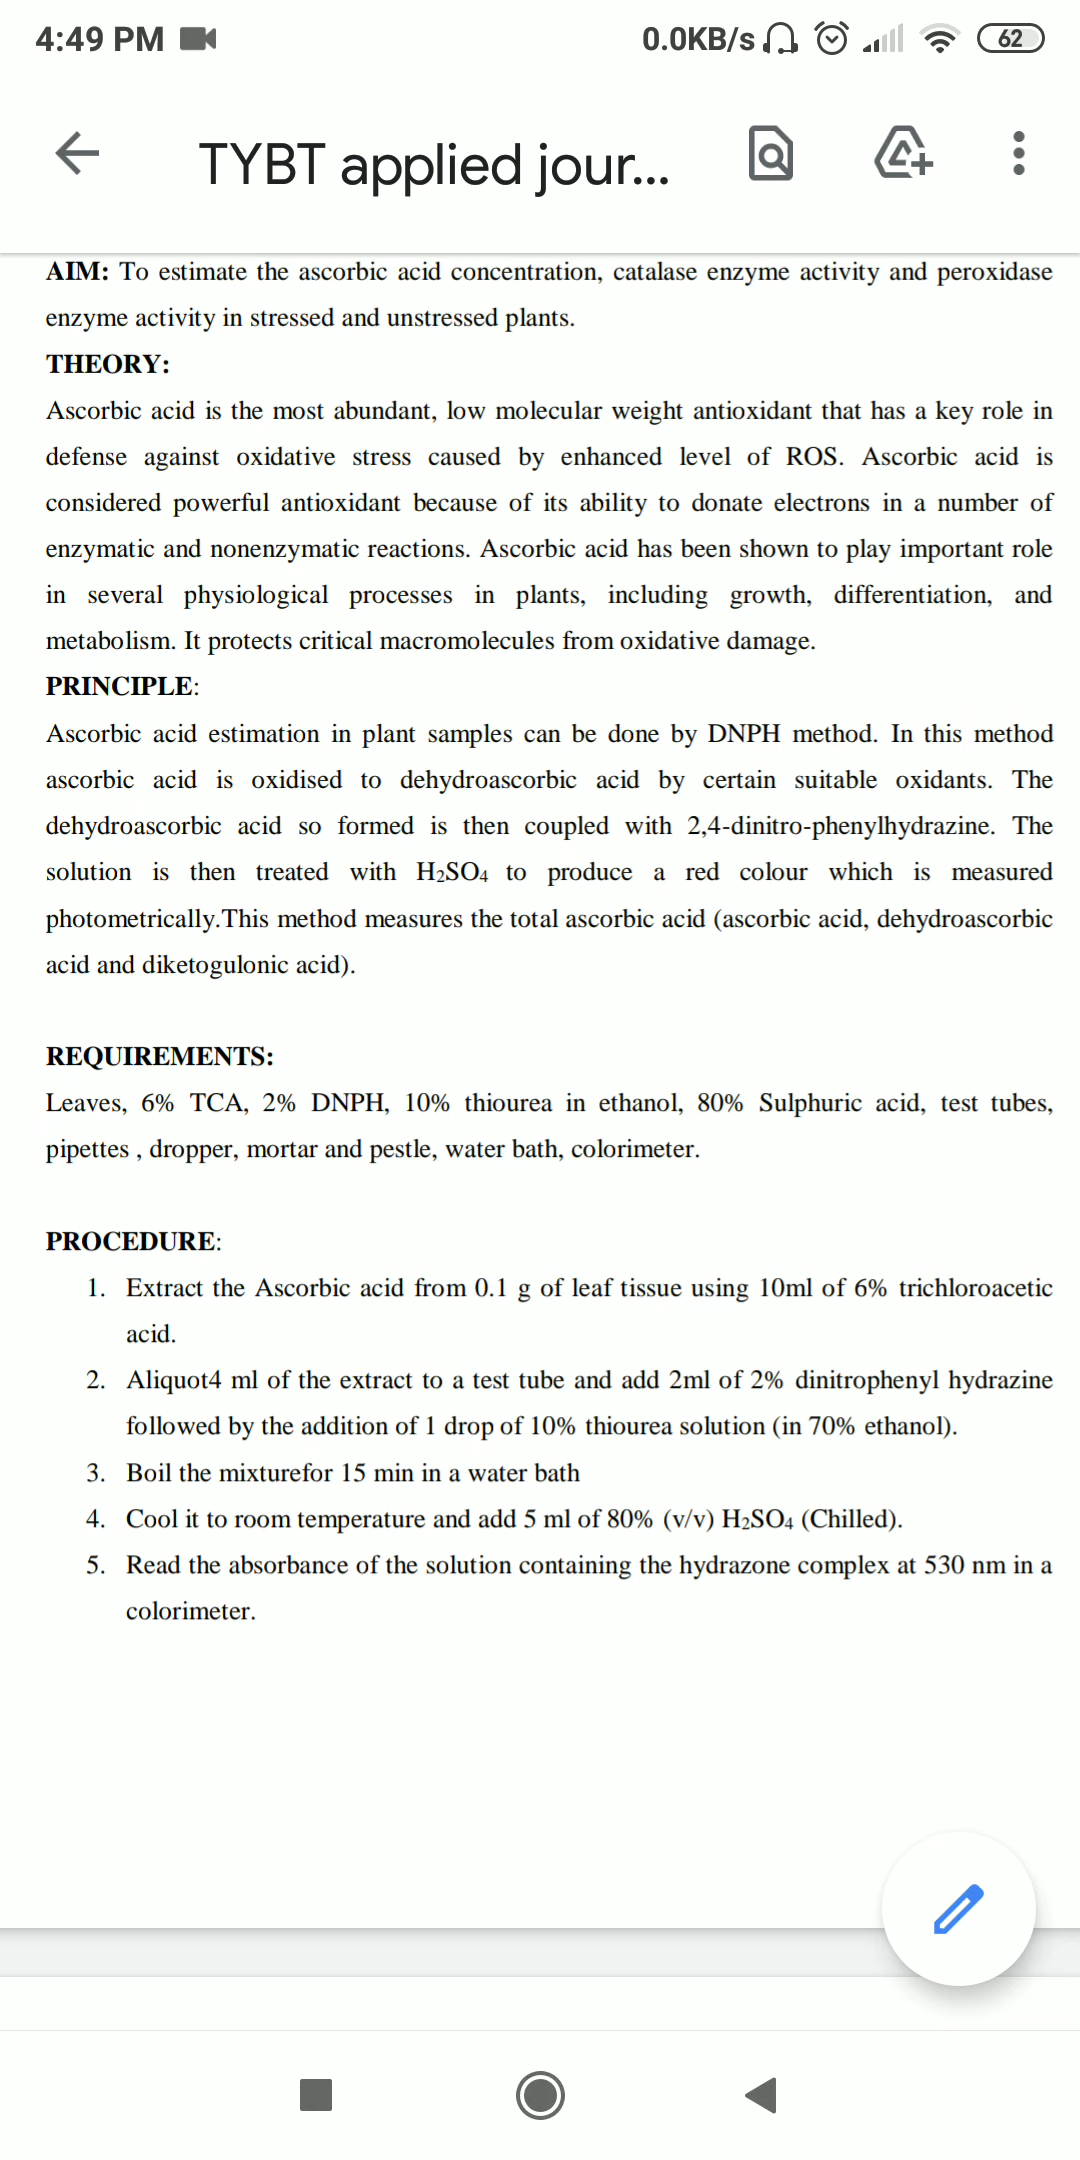 4:49 PM 0.0KB/s 62
TYBT applied jour...
AIM: To estimate the ascorbic acid concentration, catalase enzyme activity and peroxidase
enzyme activity in stressed and unstressed plants.
THEORY:
Ascorbic acid is the most abundant, low molecular weight antioxidant that has a key role in
defense against oxidative stress caused by enhanced level of ROS. Ascorbic acid is
considered powerful antioxidant because of its ability to donate electrons in a number of
enzymatic and nonenzymatic reactions. Ascorbic acid has been shown to play important role
in several physiological processes in plants, including growth, differentiation, and
metabolism. It protects critical macromolecules from oxidative damage.
PRINCIPLE:
Ascorbic acid estimation in plant samples can be done by DNPH method. In this method
ascorbic acid is oxidised to dehydroascorbic acid by certain suitable oxidants. The
dehydroascorbic acid so formed is then coupled with 2,4-dinitro-phenylhydrazine. The
solution is then treated with H₂SO₄ to produce a red colour which is measured
photometrically.This method measures the total ascorbic acid (ascorbic acid, dehydroascorbic
acid and diketogulonic acid).
REQUIREMENTS:
Leaves, 6% TCA, 2% DNPH, 10% thiourea in ethanol, 80% Sulphuric acid, test tubes,
pipettes , dropper, mortar and pestle, water bath, colorimeter.
PROCEDURE:
1. Extract the Ascorbic acid from 0.1 g of leaf tissue using 10ml of 6% trichloroacetic
acid.
2. Aliquot4 ml of the extract to a test tube and add 2ml of 2% dinitrophenyl hydrazine
followed by the addition of 1 drop of 10% thiourea solution (in 70% ethanol).
3. Boil the mixturefor 15 min in a water bath
4. Cool it to room temperature and add 5 ml of 80% (v/v) H₂SO₄ (Chilled).
5. Read the absorbance of the solution containing the hydrazone complex at 530 nm in a
colorimeter.